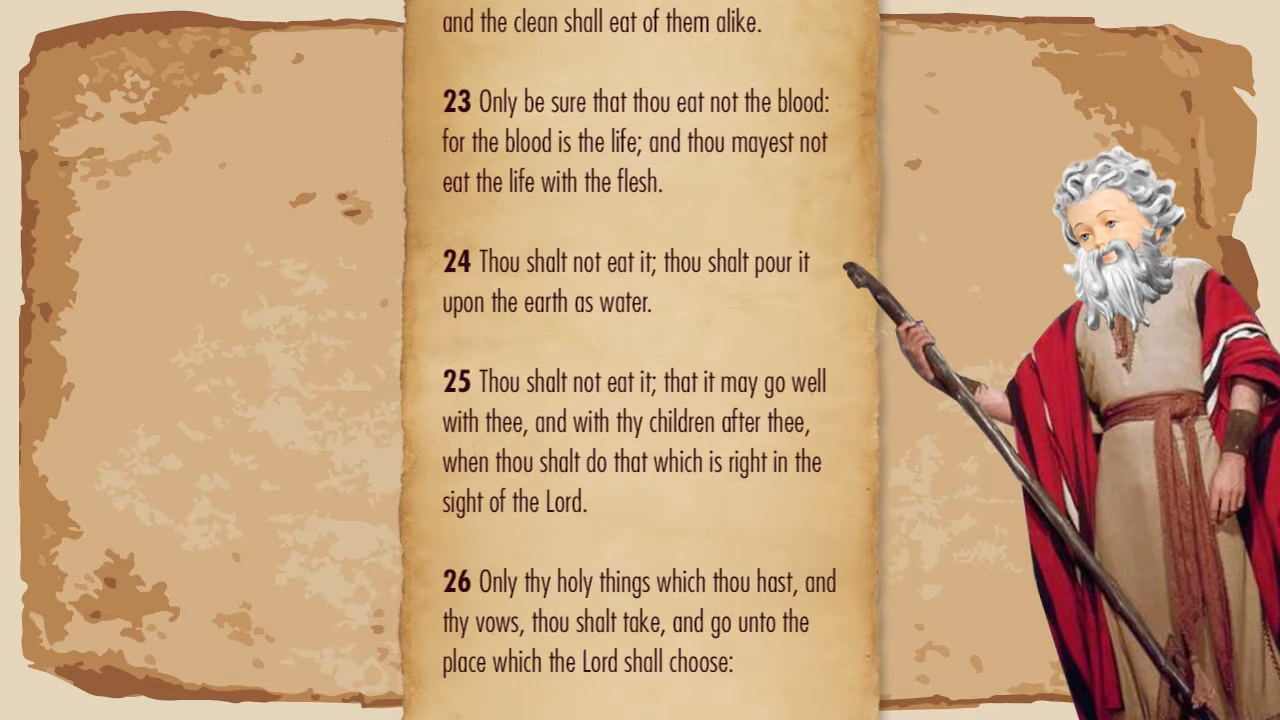 and the clean shall eat of them alike.
23 Only be sure that thou eat not the blood:
for the blood is the life; and thou mayest not
eat the life with the flesh.
24 Thou shalt not eat it; thou shalt pour it
upon the earth as water.
25 Thou shalt not eat it; that it may go well
with thee, and with thy children after thee,
when thou shalt do that which is right in the
sight of the Lord.
26 Only thy holy things which thou hast, and
thy vows, thou shalt take, and go unto the
place which the Lord shall choose: